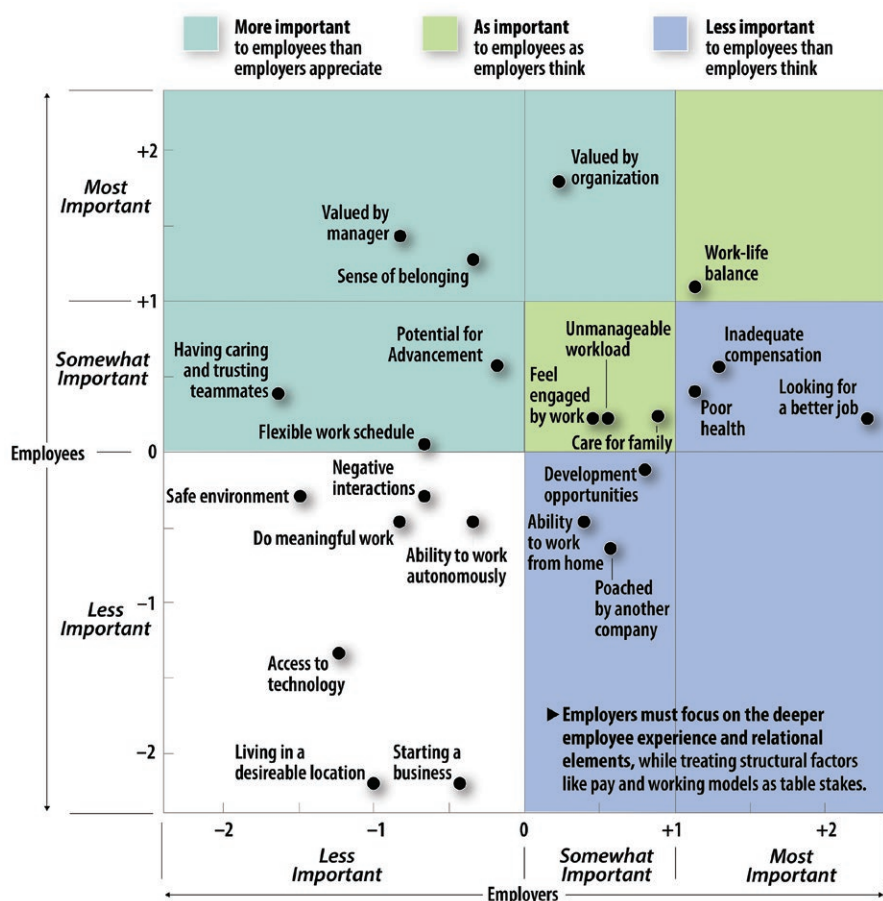 More important
to employees than
employers appreciate
As important
to employees as
employers think
Less important
to employees than
employers think
+2
Most
Important
Valued by
organization
Valued by
manager
Sense of belonging
Work-life
balance
+1
Somewhat
Important
Having caring
and trusting
teammates
Potential for
Advancement
Unmanageable
workload
Feel
engaged
by work
Inadequate
compensation
Looking for
a better job
Poor
health
Flexible work schedule
Care for family
0
Employees
Safe environment
Negative
interactions
Development
opportunities
Do meaningful work
Ability to work
autonomously
Ability
to work
from home
Poached
by another
company
−1
Less
Important
Access to
technology
Living in a
desireable location
Starting a
business
▶ Employers must focus on the deeper
employee experience and relational
elements, while treating structural factors
like pay and working models as table stakes.
−2
−2
−1
0
+1
+2
Less
Important
Somewhat
Important
Most
Important
Employers